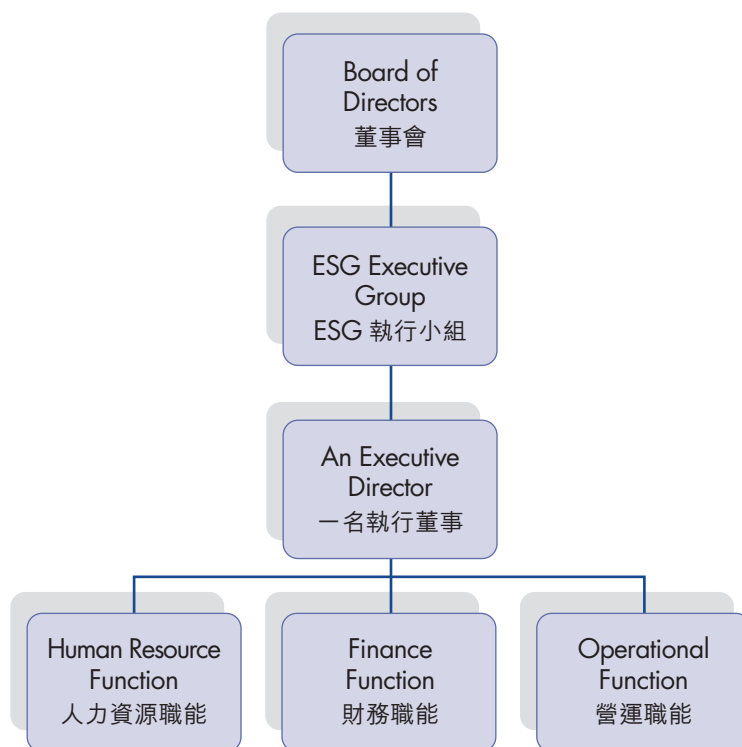 Board of
Directors
董事會
ESG Executive
Group
ESG 執行小組
An Executive
Director
一名執行董事
Human Resource
Function
人力資源職能
Finance
Function
財務職能
Operational
Function
營運職能